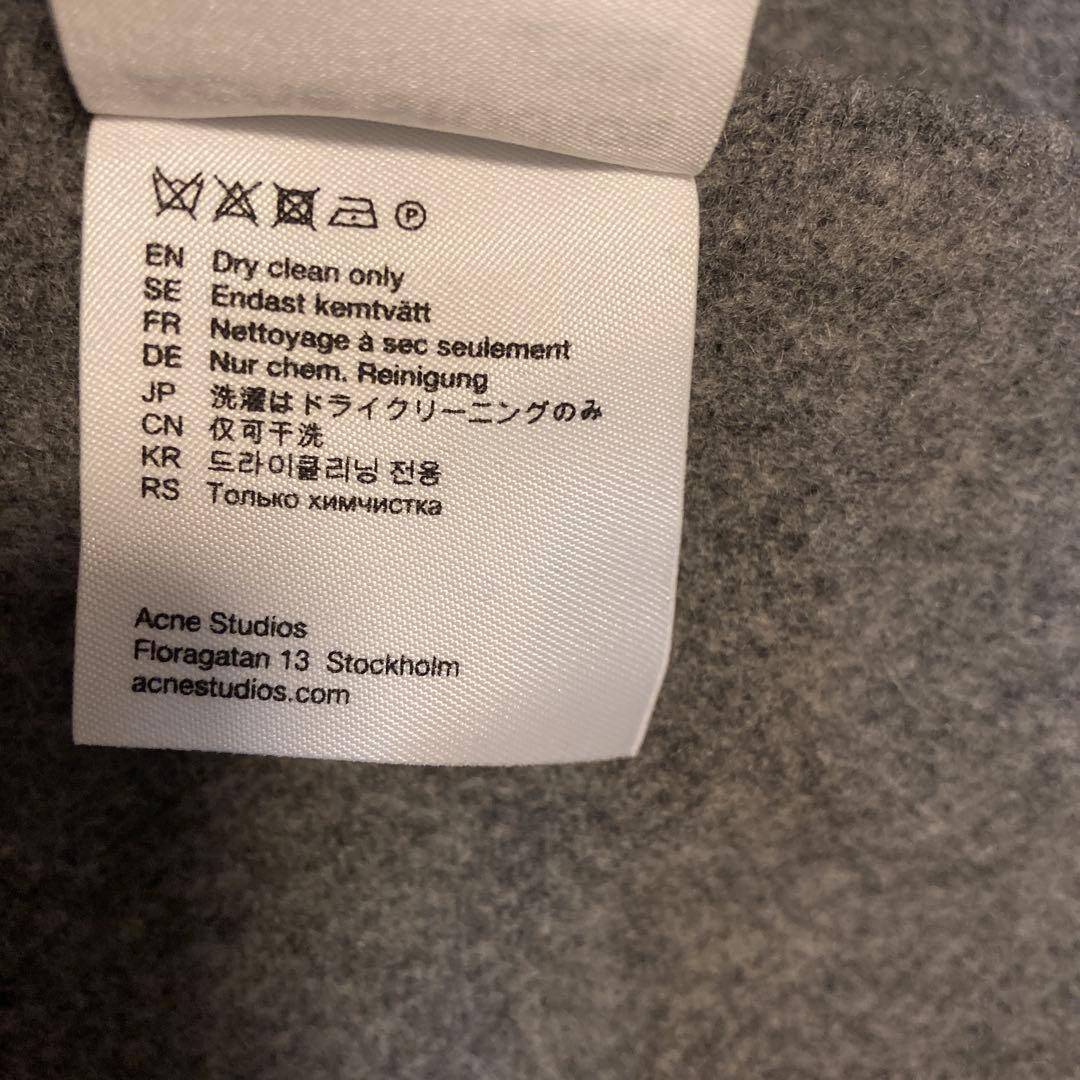 P
EN Dry clean only
SE Endast kemtvätt
FR Nettoyage à sec seulement
DE Nur chem. Reinigung
JP 洗濯はドライクリーニングのみ
CN 仅可干洗
KR 드라이클리닝 전용
RS Только химчистка
Acne Studios
Floragatan 13 Stockholm
acnestudios.com